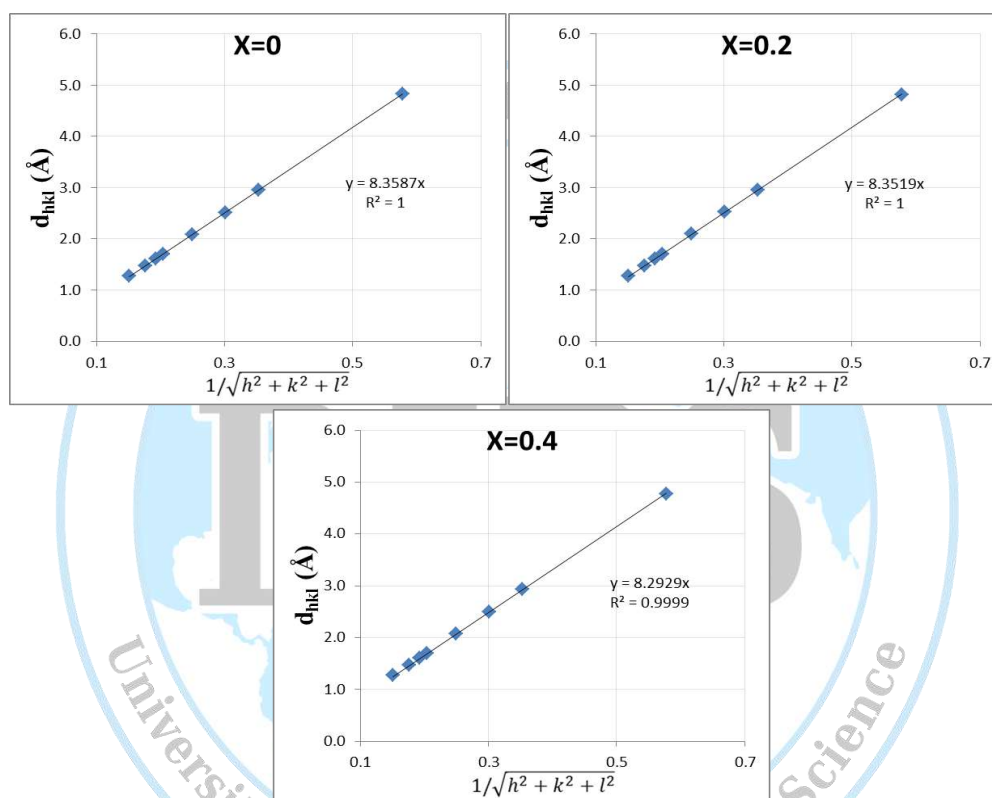 X=0
6.0
5.0
4.0
3.0
2.0
1.0
0.0
d_hkl (Å)
y = 8.3587x
R² = 1
0.1 0.3 0.5 0.7
1/√(h² + k² + l²)
X=0.2
6.0
5.0
4.0
3.0
2.0
1.0
0.0
d_hkl (Å)
y = 8.3519x
R² = 1
0.1 0.3 0.5 0.7
1/√(h² + k² + l²)
X=0.4
6.0
5.0
4.0
3.0
2.0
1.0
0.0
d_hkl (Å)
y = 8.2929x
R² = 0.9999
0.1 0.3 0.5 0.7
1/√(h² + k² + l²)
Science